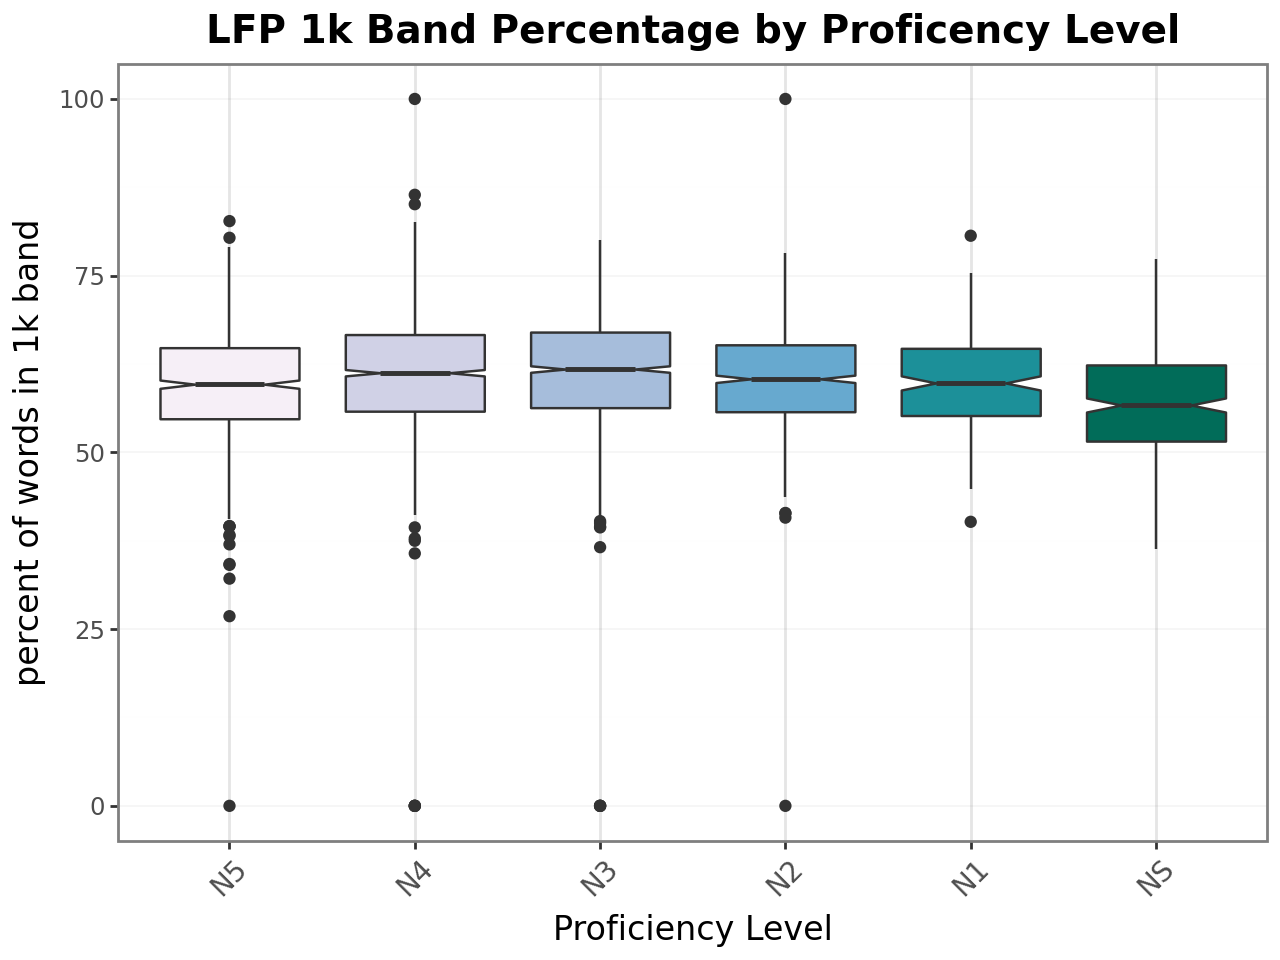 LFP 1k Band Percentage by Proficency Level
percent of words in 1k band
100
75
50
25
0
N5
N4
N3
N2
N1
NS
Proficiency Level